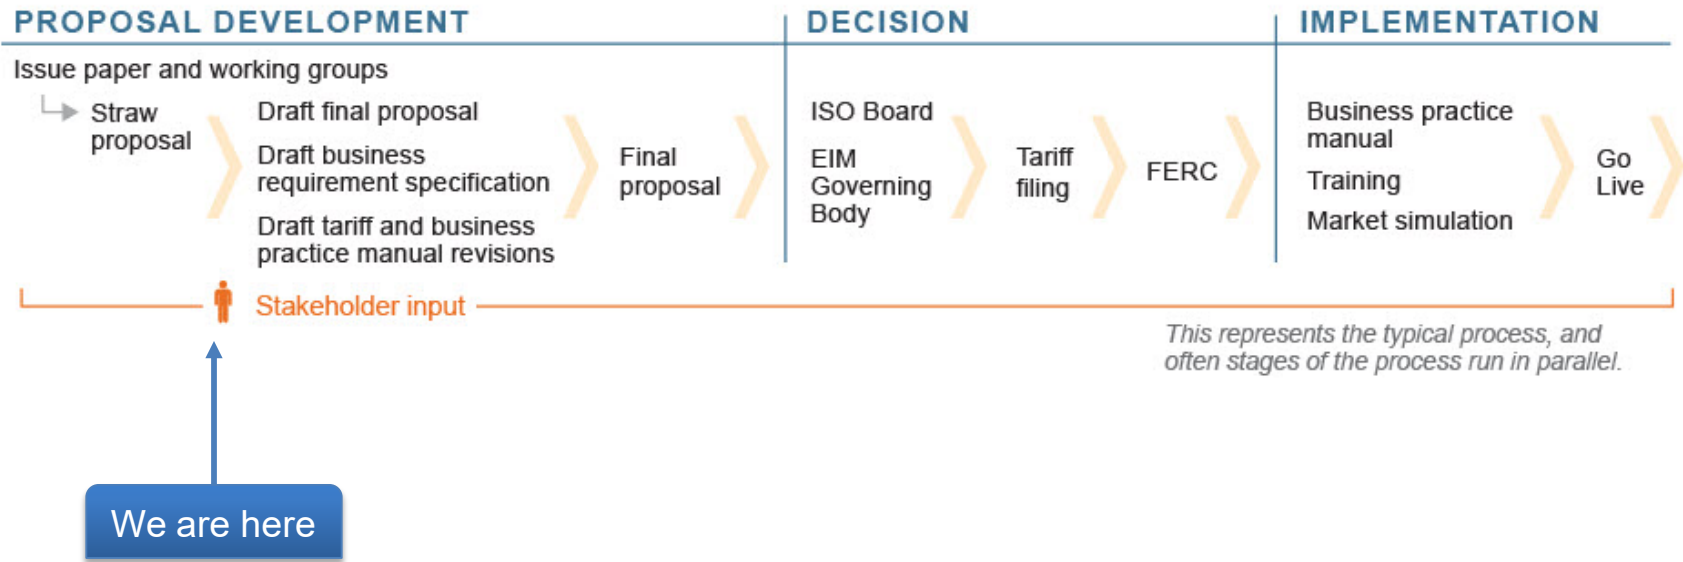 PROPOSAL DEVELOPMENT
DECISION
IMPLEMENTATION
Issue paper and working groups
Straw
proposal
Draft final proposal
Draft business
requirement specification
Draft tariff and business
practice manual revisions
Final
proposal
ISO Board
EIM
Governing
Body
Tariff
filing
FERC
Business practice
manual
Training
Market simulation
Go
Live
Stakeholder input
This represents the typical process, and
often stages of the process run in parallel.
We are here